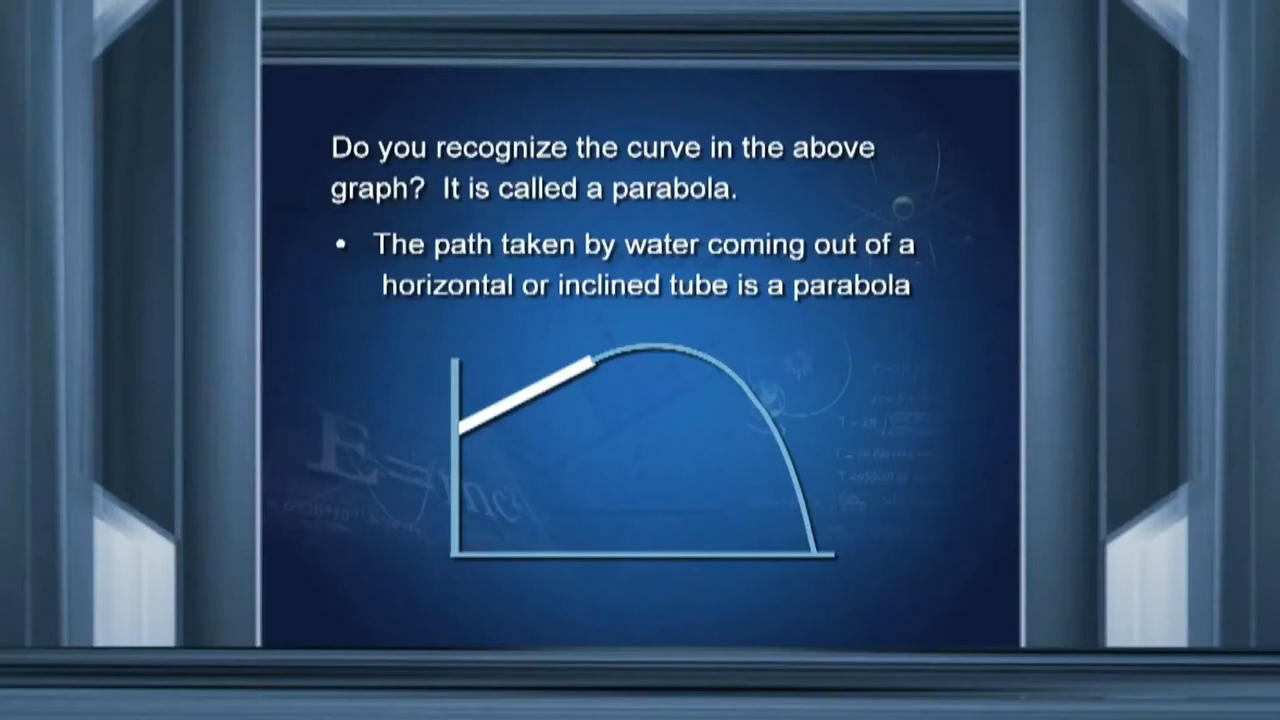 Do you recognize the curve in the above
graph? It is called a parabola.
• The path taken by water coming out of a
horizontal or inclined tube is a parabola
E=mc²